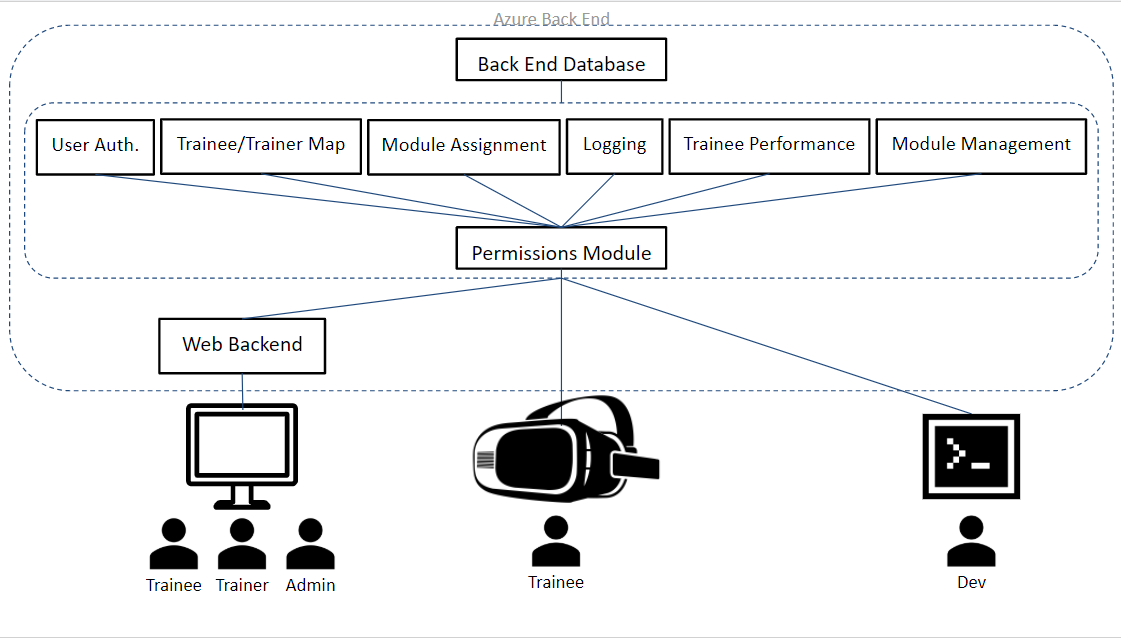 Azure Back End
Back End Database
User Auth.
Trainee/Trainer Map
Module Assignment
Logging
Trainee Performance
Module Management
Permissions Module
Web Backend
Trainee
Trainer
Admin
Trainee
Dev